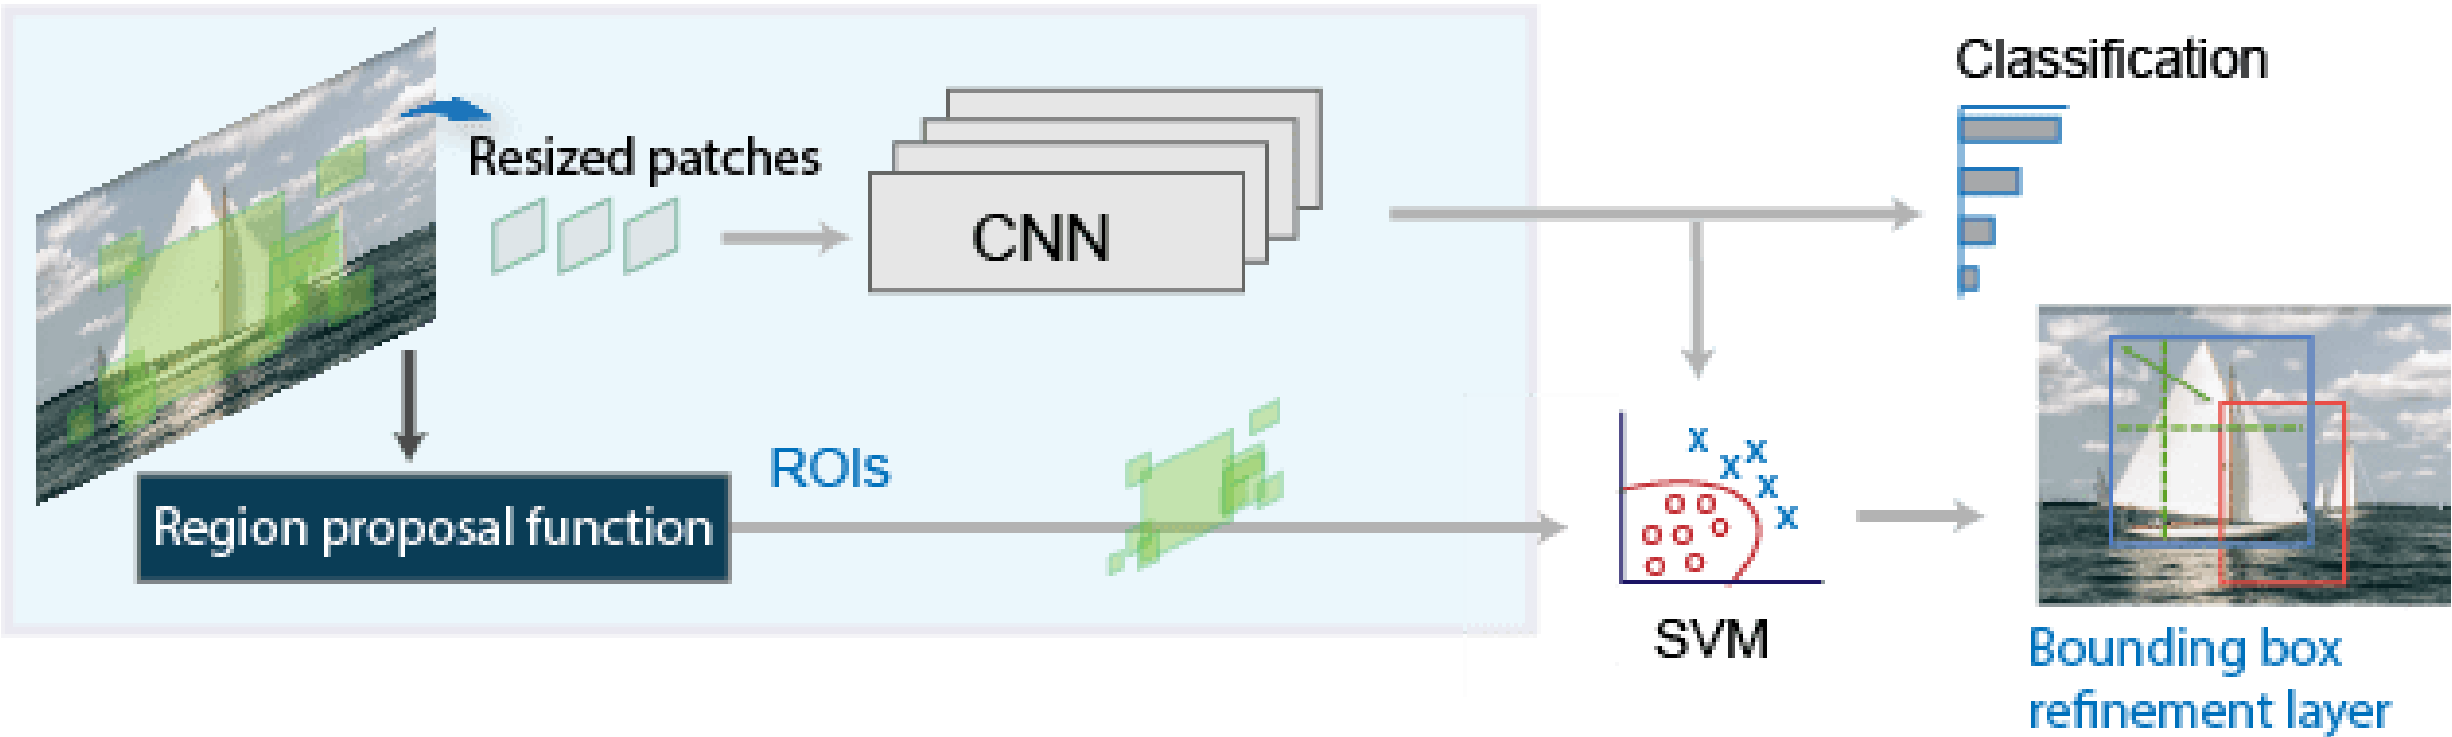 Classification
Resized patches
CNN
ROIs
Region proposal function
SVM
Bounding box
refinement layer